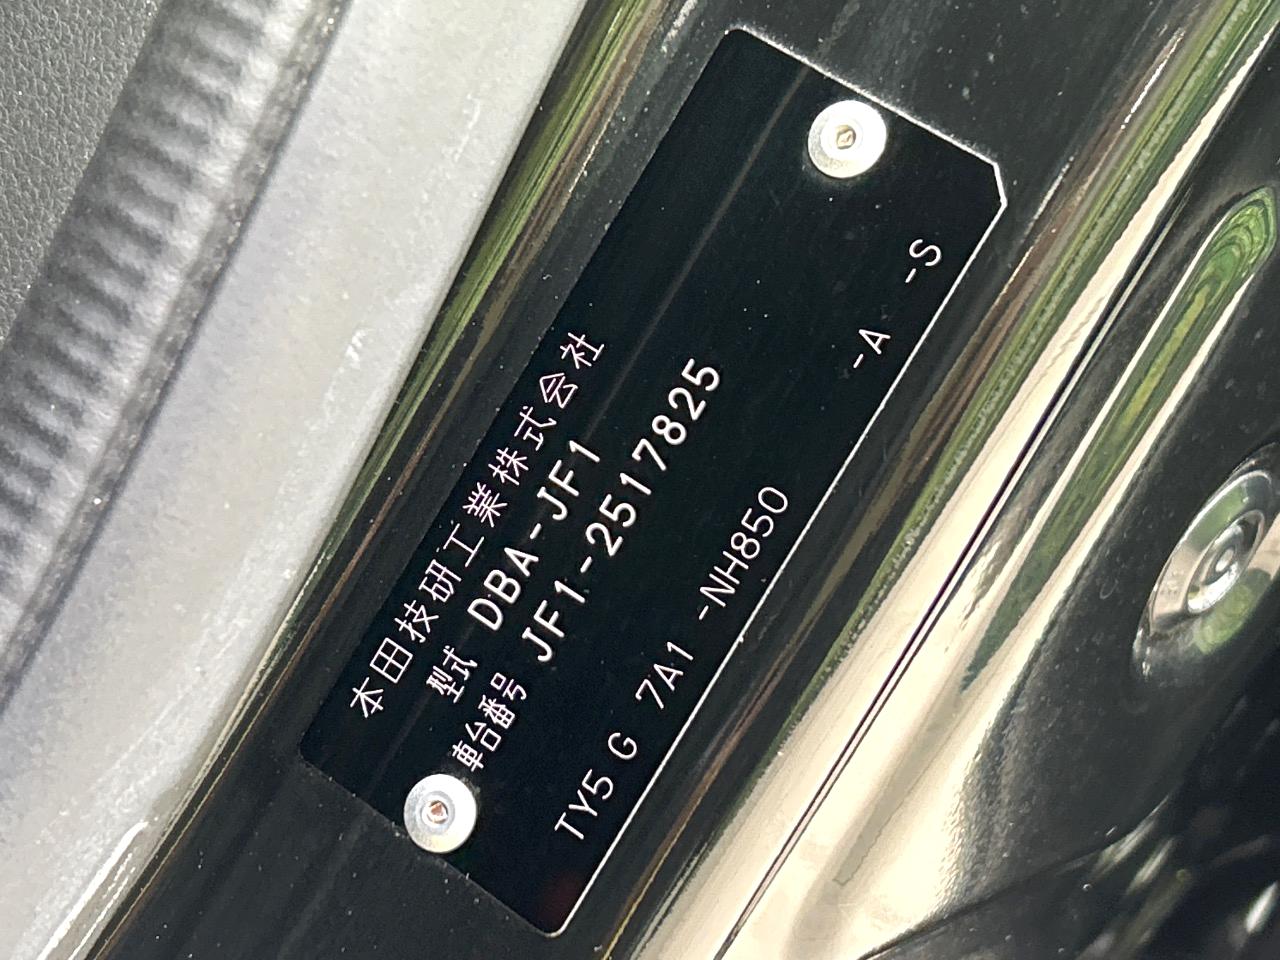 本田技研工業株式会社
型式 DBA-JF1
車台番号 JF1-2517825
TY5 G 7A1 -NH850 -A -S